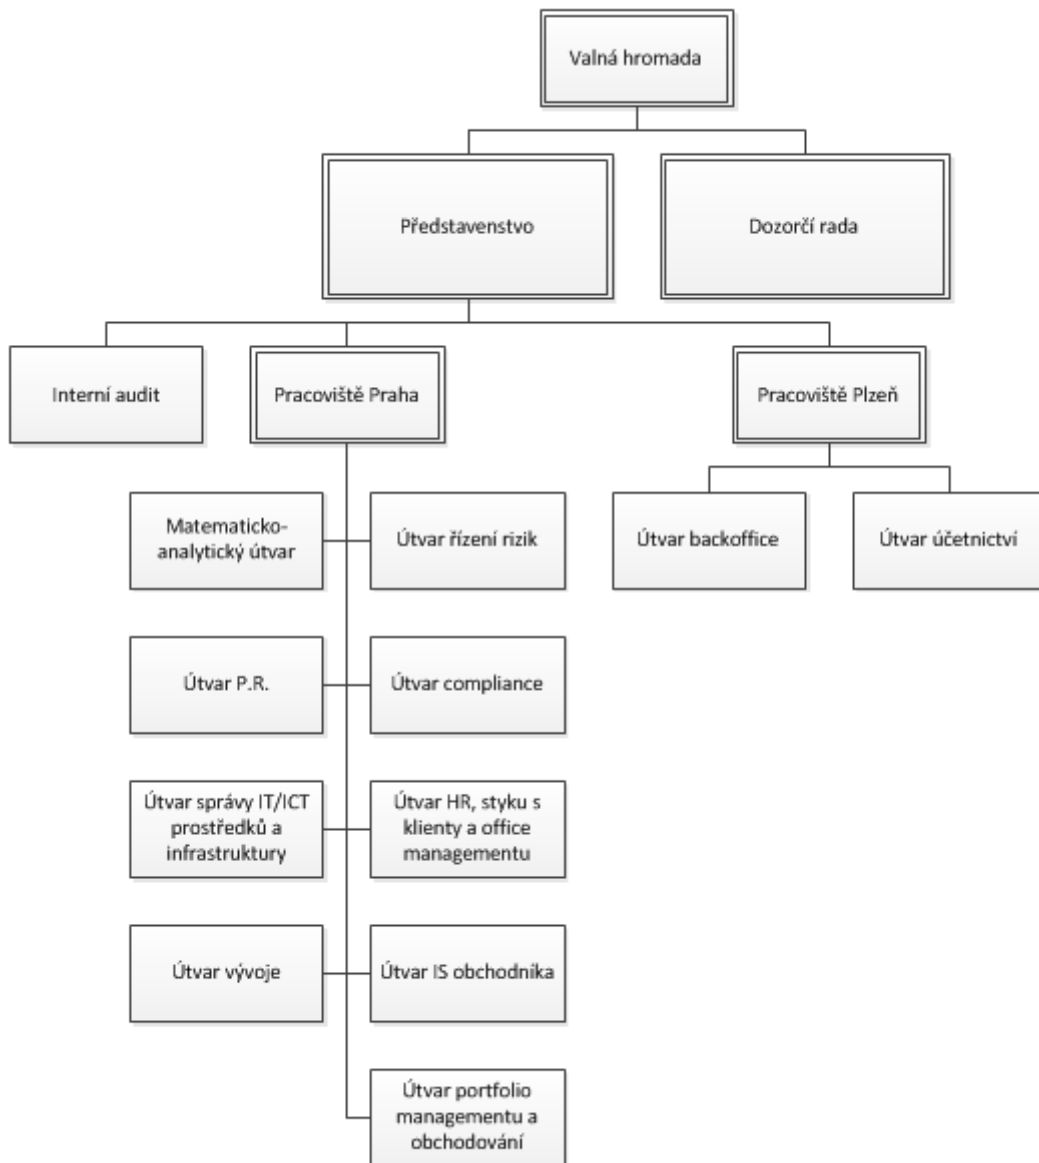 Valná hromada
Představenstvo
Dozorčí rada
Interní audit
Pracoviště Praha
Pracoviště Plzeň
Matematicko-
analytický útvar
Útvar řízení rizik
Útvar backoffice
Útvar účetnictví
Útvar P.R.
Útvar compliance
Útvar správy IT/ICT
prostředků a
infrastruktury
Útvar HR, styku s
klienty a office
managementu
Útvar vývoje
Útvar IS obchodníka
Útvar portfolio
managementu a
obchodování